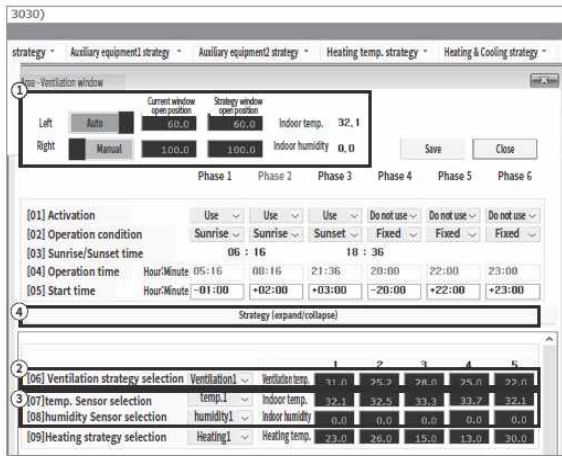 3030)
strategy Auxiliary equipment1 strategy Auxiliary equipment2 strategy Heating temp. strategy Heating & Cooling strategy
Area - Ventilation window
①
Current window open position Strategy window open position
Left Auto 60.0 60.0 Indoor temp. 32,1
Right Manual 100.0 100.0 Indoor humidity 0,0 Save Close
Phase 1 Phase 2 Phase 3 Phase 4 Phase 5 Phase 6
[01] Activation Use Use Use Do not use Do not use Do not use
[02] Operation condition Sunrise Sunrise Sunset Fixed Fixed Fixed
[03] Sunrise/Sunset time 06 : 16 18 : 36
[04] Operation time Hour:Minute 05:16 08:16 21:36 20:00 22:00 23:00
[05] Start time Hour:Minute -01:00 +02:00 +03:00 -20:00 +22:00 +23:00
④ Strategy (expand/collapse)
1 2 3 4 5
② [06] Ventilation strategy selection Ventilation1 Ventilation temp. 31.0 25.2 28.0 25.0 22.0
③ [07]temp. Sensor selection temp.1 Indoor temp. 32.1 32.5 33.3 33.7 32.1
[08]humidity Sensor selection humidity1 Indoor humidity 0.0 0.0 0.0 0.0 0.0
[09]Heating strategy selection Heating1 Heating temp. 23.0 26.0 15.0 13.0 30.0